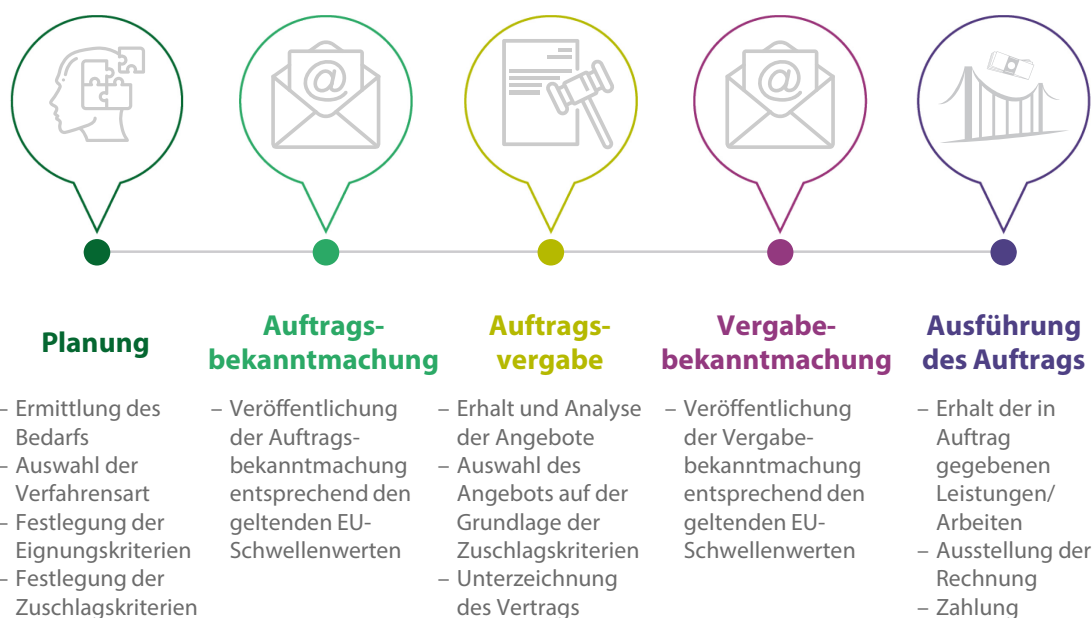 @
@
Planung
– Ermittlung des
Bedarfs
– Auswahl der
Verfahrensart
– Festlegung der
Eignungskriterien
– Festlegung der
Zuschlagskriterien
Auftrags-
bekanntmachung
– Veröffentlichung
der Auftrags-
bekanntmachung
entsprechend den
geltenden EU-
Schwellenwerten
Auftrags-
vergabe
– Erhalt und Analyse
der Angebote
– Auswahl des
Angebots auf der
Grundlage der
Zuschlagskriterien
– Unterzeichnung
des Vertrags
Vergabe-
bekanntmachung
– Veröffentlichung
der Vergabe-
bekanntmachung
entsprechend den
geltenden EU-
Schwellenwerten
Ausführung
des Auftrags
– Erhalt der in
Auftrag
gegebenen
Leistungen/
Arbeiten
– Ausstellung der
Rechnung
– Zahlung